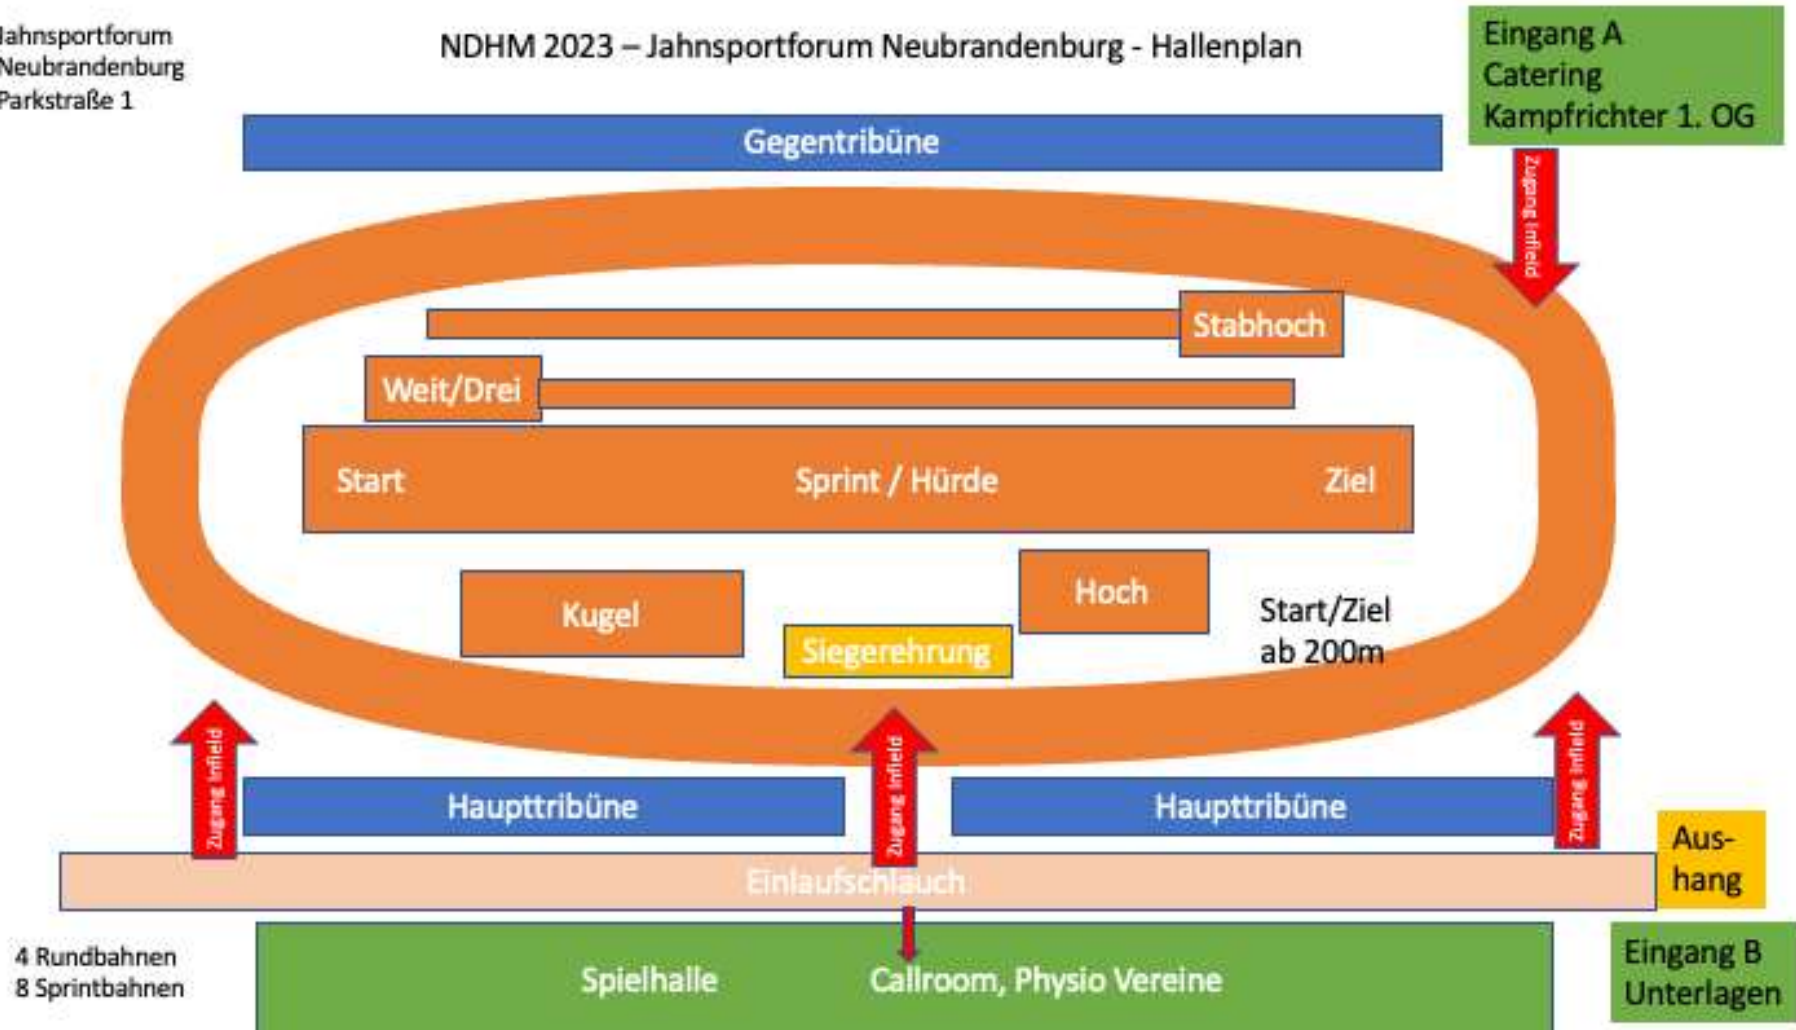 Jahnsportforum
Neubrandenburg
Parkstraße 1
NDHM 2023 – Jahnsportforum Neubrandenburg - Hallenplan
Eingang A
Catering
Kampfrichter 1. OG
Gegentribüne
Zugang Infield
Stabhoch
Weit/Drei
Start
Sprint / Hürde
Ziel
Kugel
Hoch
Siegerehrung
Start/Ziel
ab 200m
Zugang Infield
Zugang Infield
Zugang Infield
Haupttribüne
Haupttribüne
Aus-
hang
Einlaufschlauch
4 Rundbahnen
8 Sprintbahnen
Spielhalle
Callroom, Physio Vereine
Eingang B
Unterlagen